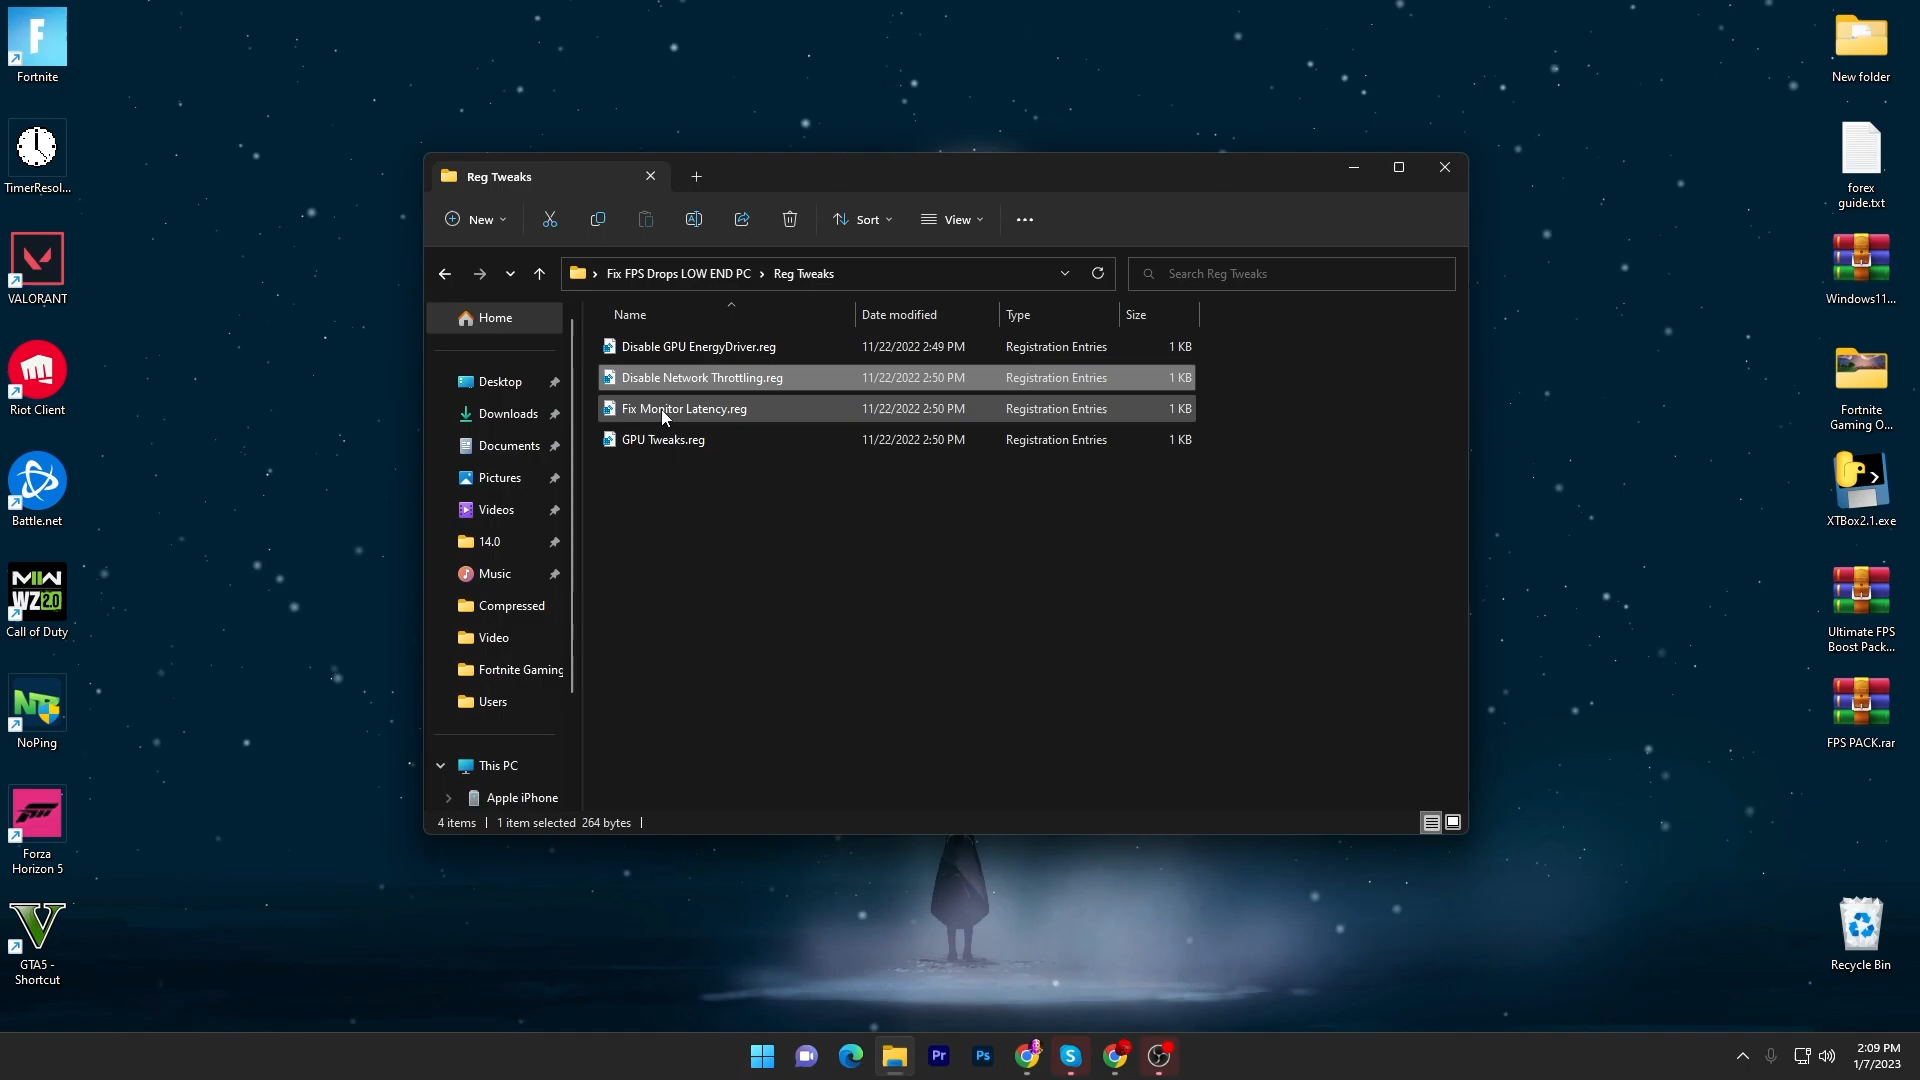 Fortnite
TimerResol...
VALORANT
Riot Client
Battle.net
MW
WZ 2.0
Call of Duty
NoPing
Forza
Horizon 5
GTA5 -
Shortcut
Reg Tweaks
New
Sort
View
Fix FPS Drops LOW END PC > Reg Tweaks
Search Reg Tweaks
Home
Desktop
Downloads
Documents
Pictures
Videos
14.0
Music
Compressed
Video
Fortnite Gaming
Users
This PC
Apple iPhone
Name Date modified Type Size
Disable GPU EnergyDriver.reg 11/22/2022 2:49 PM Registration Entries 1 KB
Disable Network Throttling.reg 11/22/2022 2:50 PM Registration Entries 1 KB
Fix Monitor Latency.reg 11/22/2022 2:50 PM Registration Entries 1 KB
GPU Tweaks.reg 11/22/2022 2:50 PM Registration Entries 1 KB
4 items 1 item selected 264 bytes
New folder
forex
guide.txt
Windows11...
Fortnite
Gaming O...
XTBox2.1.exe
Ultimate FPS
Boost Pack...
FPS PACK.rar
Recycle Bin
Pr
Ps
2:09 PM
1/7/2023